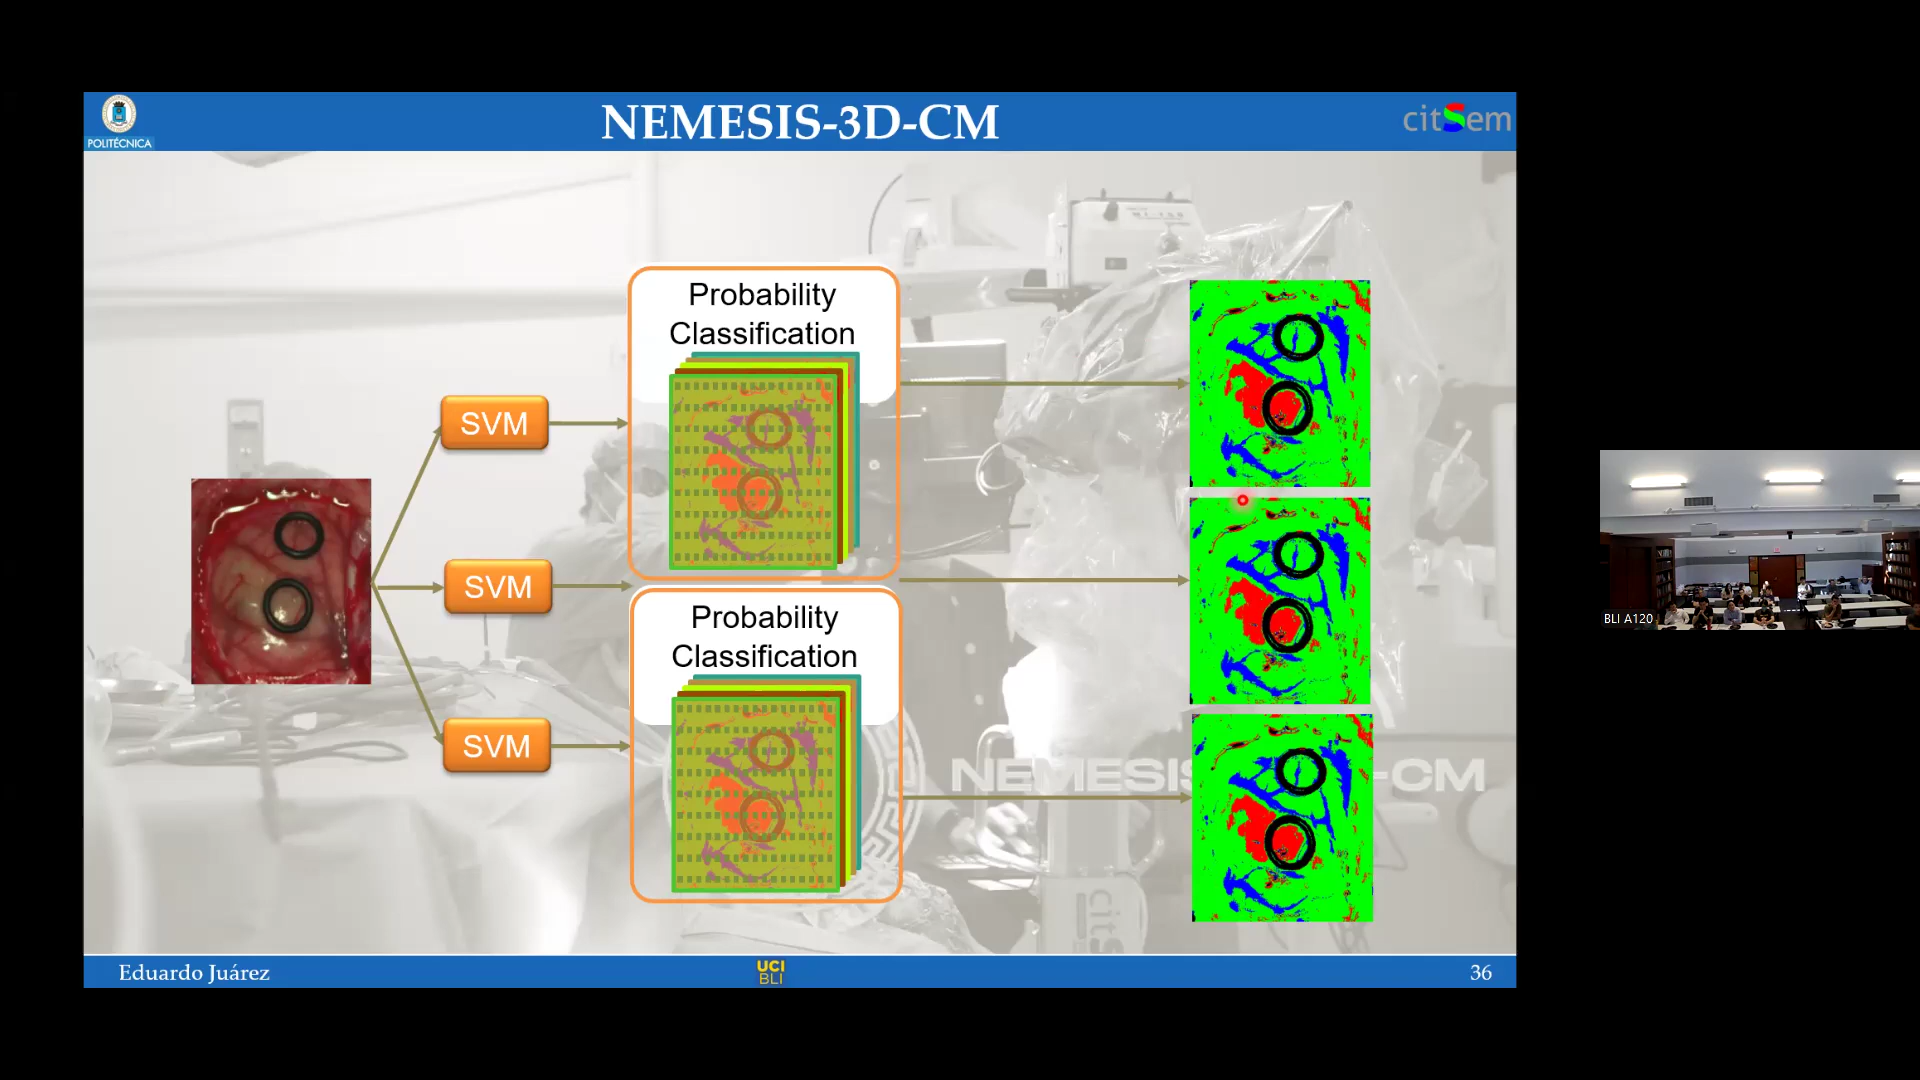 POLITÉCNICA
NEMESIS-3D-CM
citSem
Probability
Classification
SVM
SVM
Probability
Classification
SVM
NEMESIS
-CM
citS
Eduardo Juárez
UCI
BLI
36
BLI A120